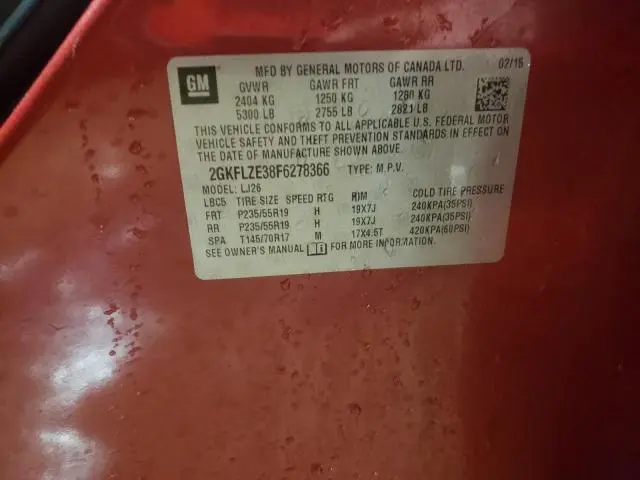 GM
MFD BY GENERAL MOTORS OF CANADA LTD. 02/15
GVWR GAWR FRT GAWR RR
2404 KG 1250 KG 1280 KG
5300 LB 2755 LB 2821 LB
THIS VEHICLE CONFORMS TO ALL APPLICABLE U.S. FEDERAL MOTOR
VEHICLE SAFETY AND THEFT PREVENTION STANDARDS IN EFFECT ON
THE DATE OF MANUFACTURE SHOWN ABOVE.
2GKFLZE38F6278366 TYPE: M.P.V.
MODEL: LJ26
LBC5 TIRE SIZE SPEED RTG RIM COLD TIRE PRESSURE
FRT P235/55R19 H 19X7J 240KPA(35PSI)
RR P235/55R19 H 19X7J 240KPA(35PSI)
SPA T145/70R17 M 17X4.5T 420KPA(60PSI)
SEE OWNER'S MANUAL FOR MORE INFORMATION.